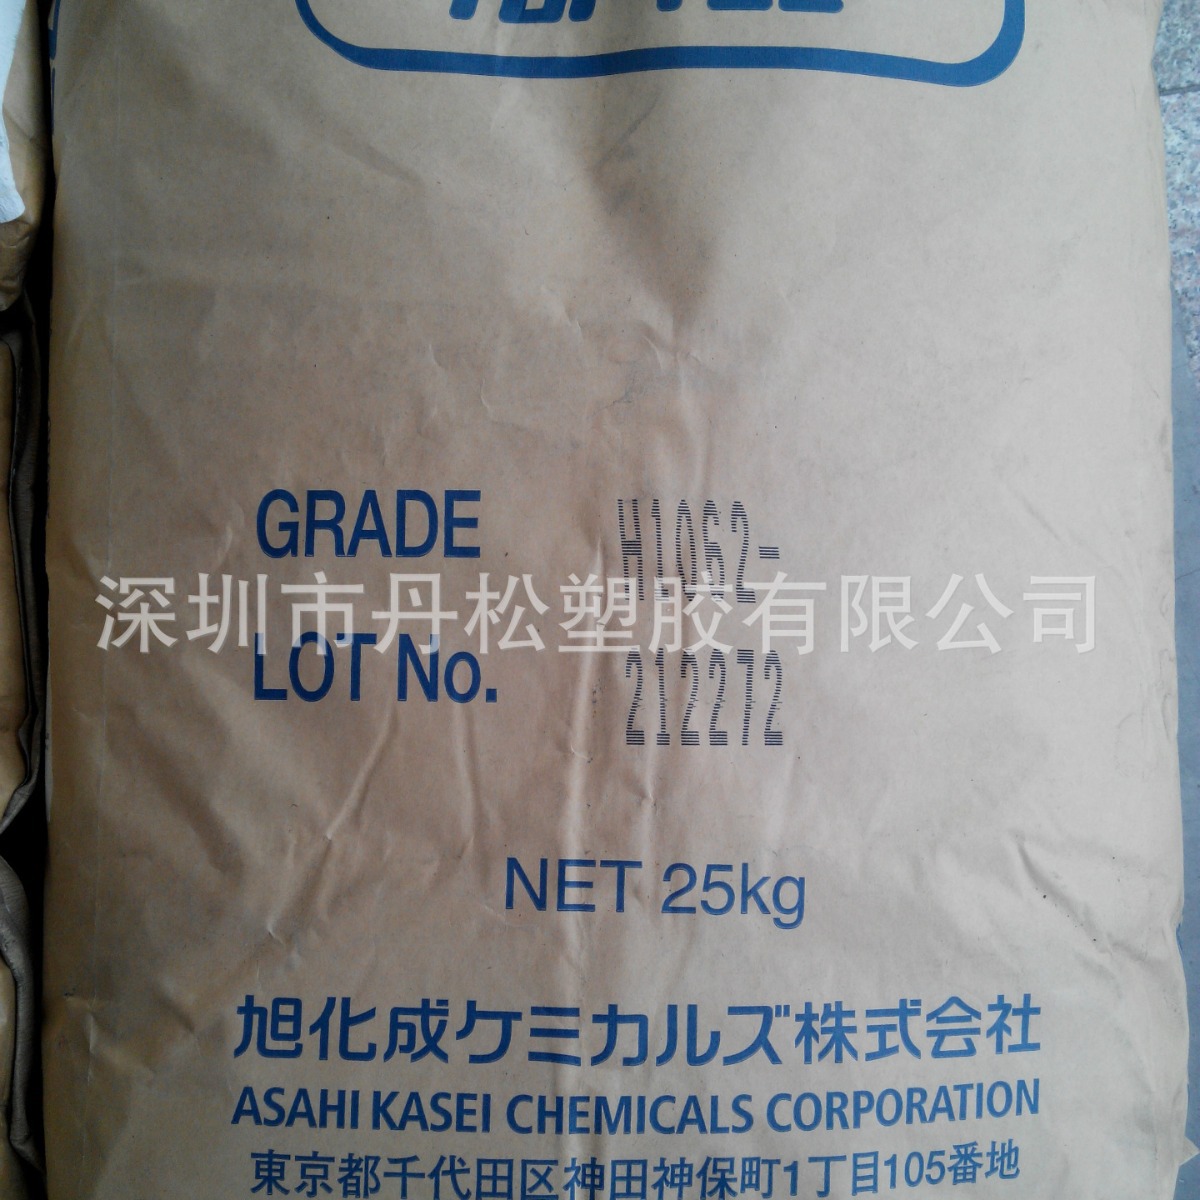 GRADE H1062-
深圳市丹松塑胶有限公司
LOT No. 212272
NET 25kg
旭化成ケミカルズ株式会社
ASAHI KASEI CHEMICALS CORPORATION
東京都千代田区神田神保町1丁目105番地